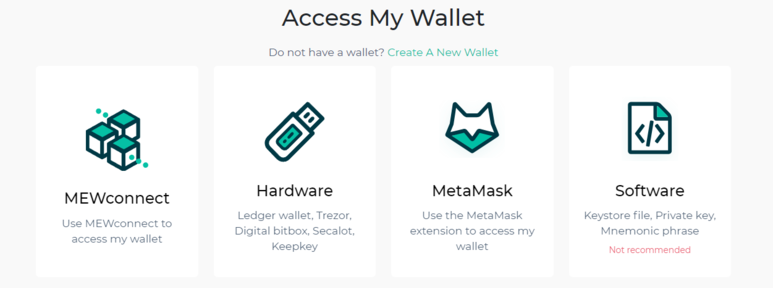 Access My Wallet
Do not have a wallet? Create A New Wallet
MEWconnect
Use MEWconnect to
access my wallet
Hardware
Ledger wallet, Trezor,
Digital bitbox, Secalot,
Keepkey
MetaMask
Use the MetaMask
extension to access my
wallet
Software
Keystore file, Private key,
Mnemonic phrase
Not recommended